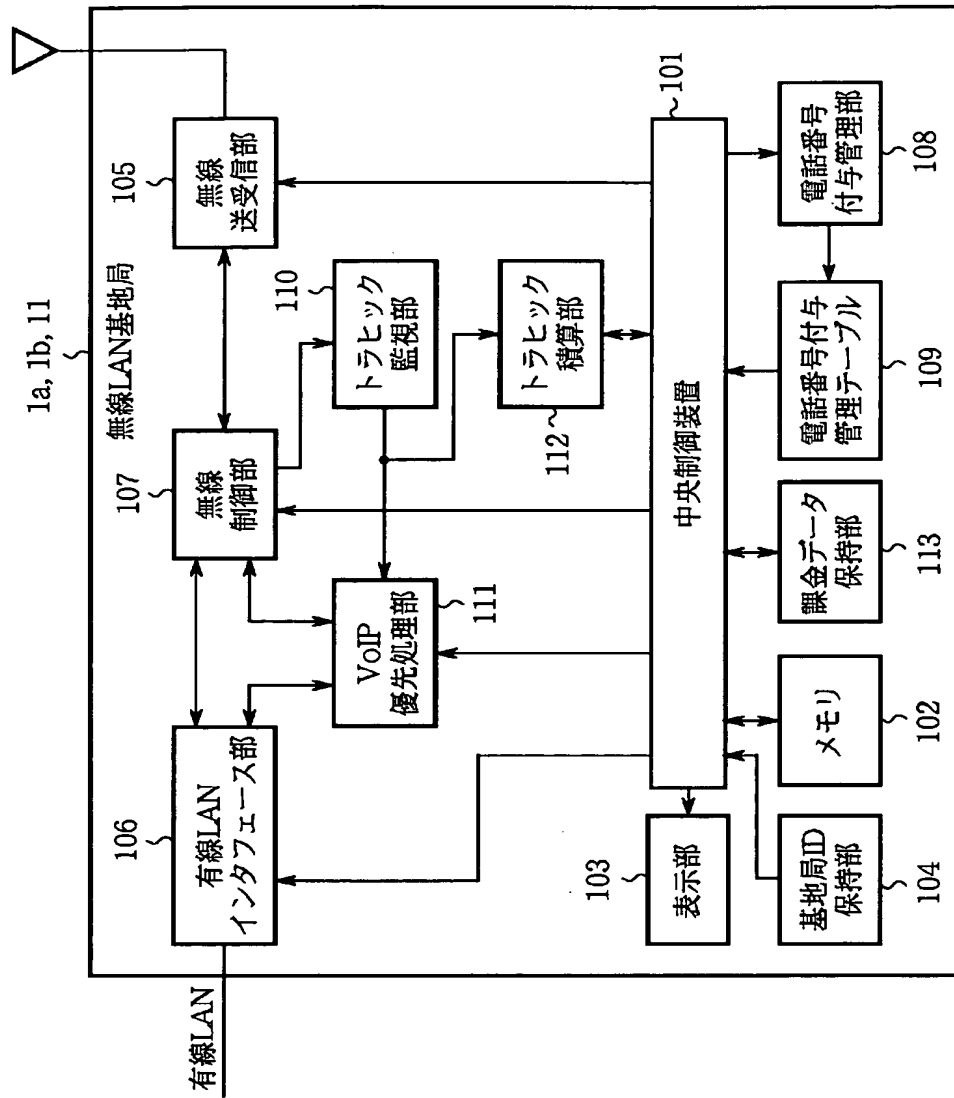 1a, 1b, 11
無線LAN基地局
有線LAN
106
有線LAN
インタフェース部
107
無線
制御部
105
無線
送受信部
VoIP
優先処理部
111
110
トラヒック
監視部
トラヒック
積算部
112
101
中央制御装置
103
表示部
基地局ID
保持部
104
メモリ
102
課金データ
保持部
113
電話番号付与
管理テーブル
109
電話番号
付与管理部
108